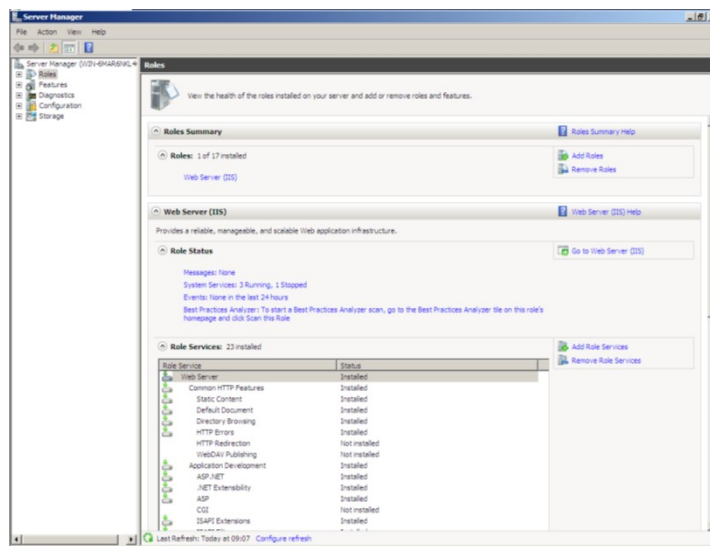 Server Manager
File Action View Help
Server Manager (WIN-6MAR6NKL4
Roles
Features
Diagnostics
Configuration
Storage
Roles
View the health of the roles installed on your server and add or remove roles and features.
Roles Summary
Roles Summary Help
Roles: 1 of 17 installed
Web Server (IIS)
Add Roles
Remove Roles
Web Server (IIS)
Web Server (IIS) Help
Provides a reliable, manageable, and scalable Web application infrastructure.
Role Status
Go to Web Server (IIS)
Messages: None
System Services: 3 Running, 1 Stopped
Events: None in the last 24 hours
Best Practices Analyzer: To start a Best Practices Analyzer scan, go to the Best Practices Analyzer tile on this role's
homepage and click Scan this Role
Role Services: 23 installed
Add Role Services
Remove Role Services
Role Service Status
Web Server Installed
Common HTTP Features Installed
Static Content Installed
Default Document Installed
Directory Browsing Installed
HTTP Errors Installed
HTTP Redirection Not installed
WebDAV Publishing Not installed
Application Development Installed
ASP.NET Installed
.NET Extensibility Installed
ASP Installed
CGI Not installed
ISAPI Extensions Installed
Last Refresh: Today at 09:07 Configure refresh